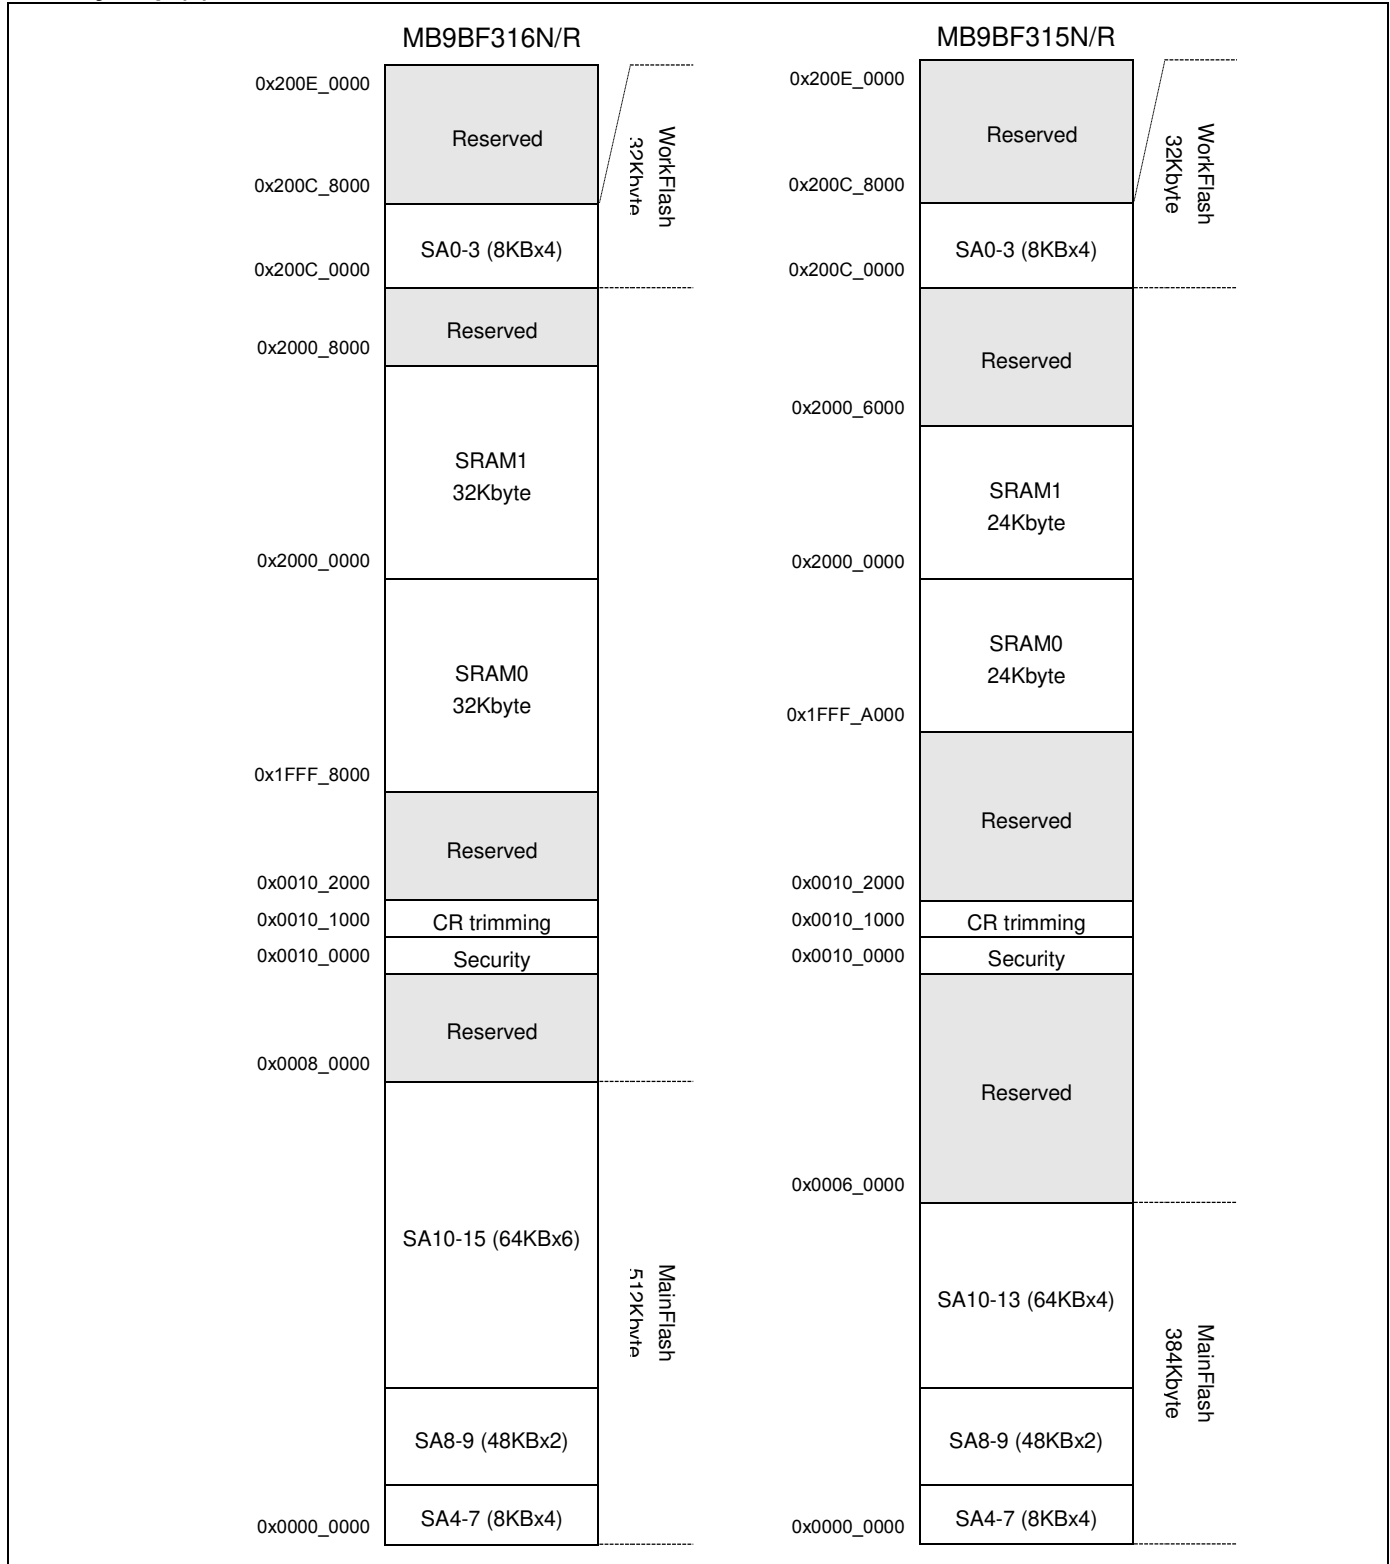 MB9BF316N/R
0x200E_0000
Reserved
0x200C_8000
SA0-3 (8KBx4)
0x200C_0000
Reserved
0x2000_8000
SRAM1
32Kbyte
0x2000_0000
SRAM0
32Kbyte
0x1FFF_8000
Reserved
0x0010_2000
0x0010_1000
CR trimming
0x0010_0000
Security
Reserved
0x0008_0000
SA10-15 (64KBx6)
SA8-9 (48KBx2)
SA4-7 (8KBx4)
0x0000_0000
WorkFlash
32Kbyte
MainFlash
512Kbyte
MB9BF315N/R
0x200E_0000
Reserved
0x200C_8000
SA0-3 (8KBx4)
0x200C_0000
Reserved
0x2000_6000
SRAM1
24Kbyte
0x2000_0000
SRAM0
24Kbyte
0x1FFF_A000
Reserved
0x0010_2000
0x0010_1000
CR trimming
0x0010_0000
Security
Reserved
0x0006_0000
SA10-13 (64KBx4)
SA8-9 (48KBx2)
SA4-7 (8KBx4)
0x0000_0000
WorkFlash
32Kbyte
MainFlash
384Kbyte